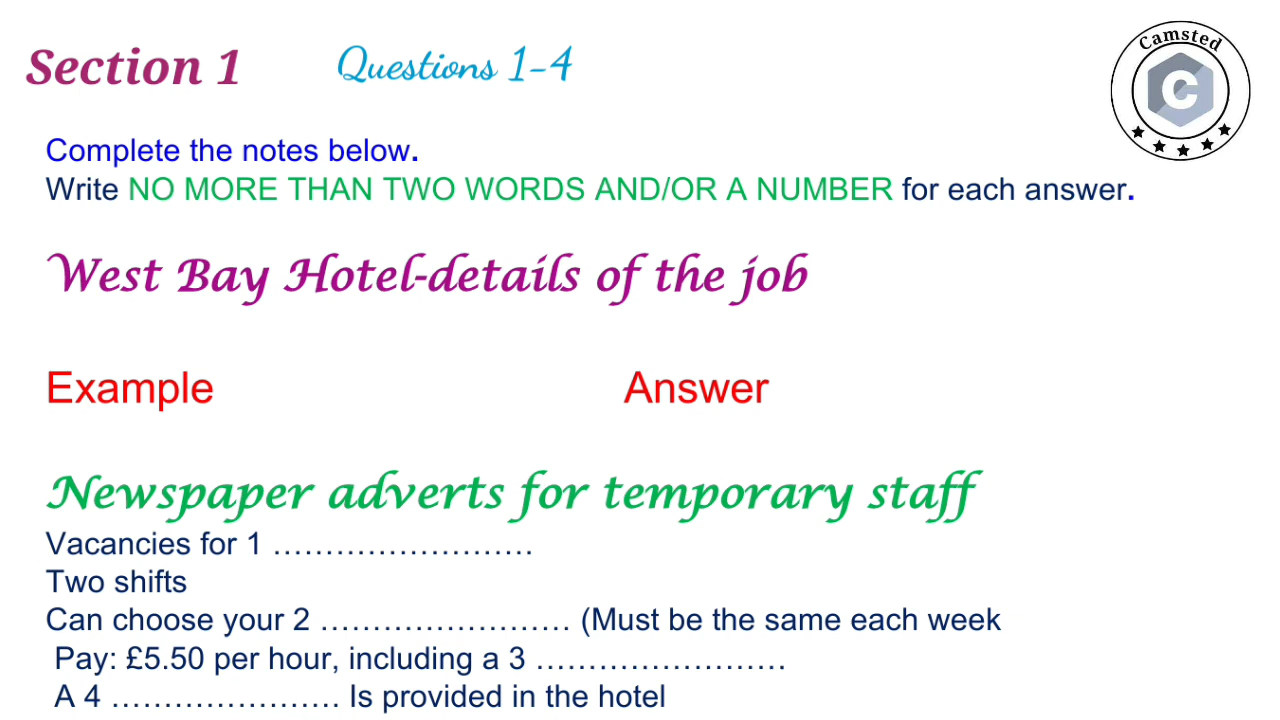 Section 1 Questions 1-4
Camsted
C
Complete the notes below.
Write NO MORE THAN TWO WORDS AND/OR A NUMBER for each answer.
West Bay Hotel-details of the job
Example Answer
Newspaper adverts for temporary staff
Vacancies for 1 …………………….
Two shifts
Can choose your 2 …………………… (Must be the same each week
Pay: £5.50 per hour, including a 3 ……………………
A 4 …………………. Is provided in the hotel